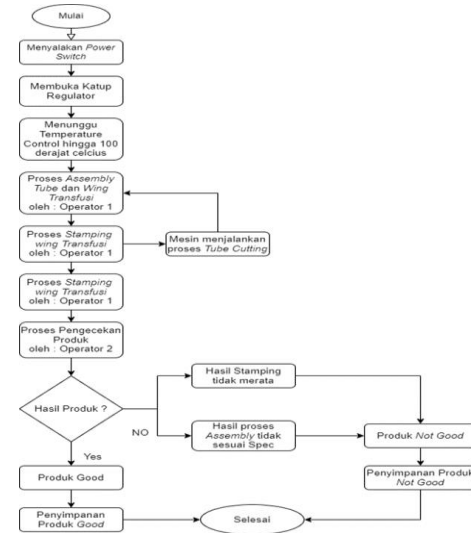 Mulai
Menyalakan Power
Switch
Membuka Katup
Regulator
Menunggu
Temperature
Control hingga 100
derajat celcius
Proses Assembly
Tube dan Wing
Transfusi
oleh : Operator 1
Proses Stamping
wing Transfusi
oleh : Operator 1
Mesin menjalankan
proses Tube Cutting
Proses Stamping
wing Transfusi
oleh : Operator 1
Proses Pengecekan
Produk
oleh : Operator 2
Hasil Produk ?
NO
Hasil Stamping
tidak merata
Hasil proses
Assembly tidak
sesuai Spec
Produk Not Good
Penyimpanan Produk
Not Good
Yes
Produk Good
Penyimpanan
Produk Good
Selesai